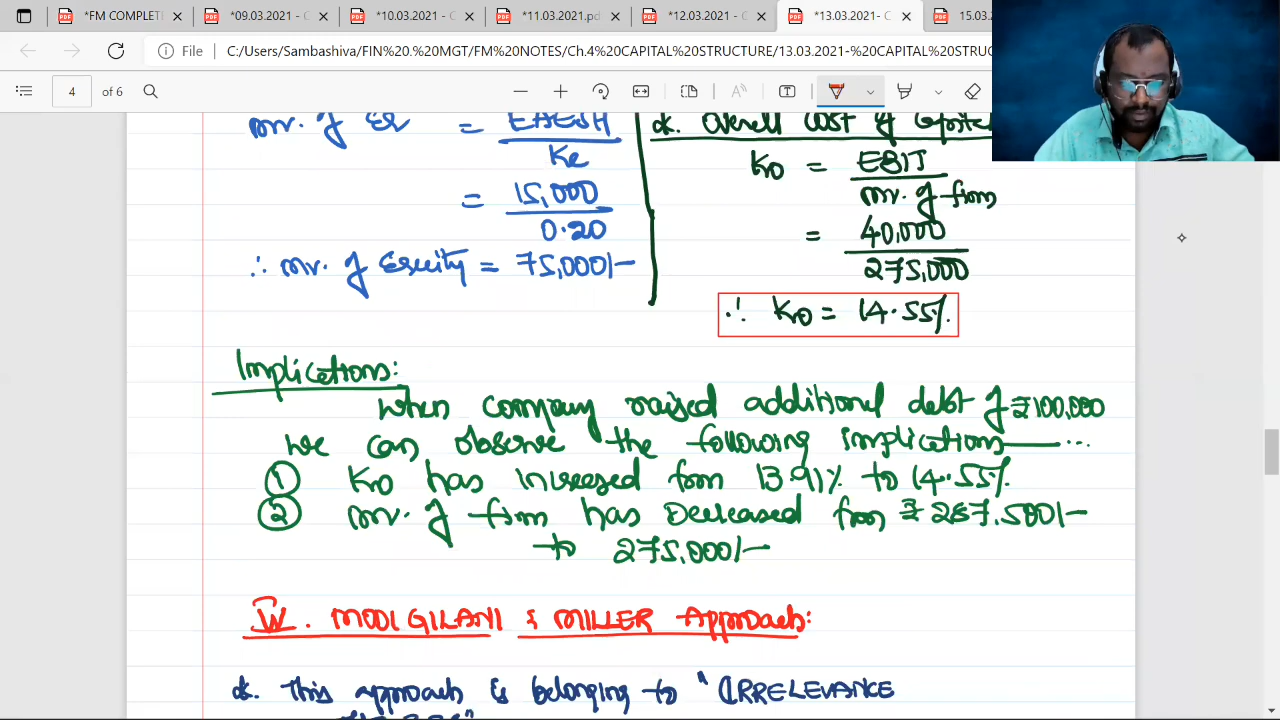 *FM COMPLET
*09.03.2021 - C
*10.03.2021 - C
*11.03.2021.pd
*12.03.2021 - C
*13.03.2021- C
15.03.20
File C:/Users/Sambashiva/FIN%20.%20MGT/FM%20NOTES/Ch.4%20CAPITAL%20STRUCTURE/13.03.2021-%20CAPITAL%20STRUC
4 of 6
mv. of Eq = EAESH
Ke
= 15,000
0.20
∴ mv. of Equity = 75,000/-
Overall Cost of Capital
Ko = EBIT
mv. of firm
= 40,000
275,000
∴ Ko = 14.55%
Implications:
When company raised additional debt of ₹100,000
we can observe the following implications ...
① Ko has increased from 13.91% to 14.55%
② mv. of firm has Decreased from ₹ 287,500/-
to 275,000/-
IV. MODIGILANI & MILLER Approach:
This approach is belonging to "IRRELEVANCE